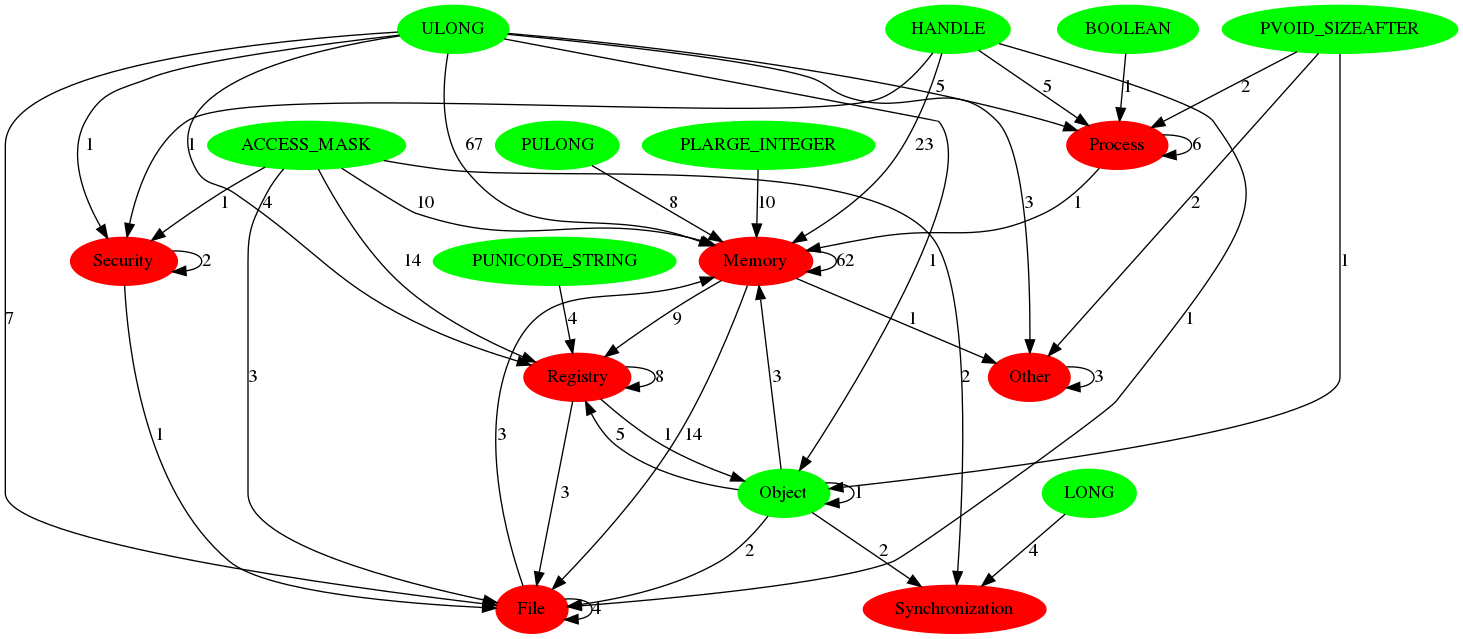 ULONG
HANDLE
BOOLEAN
PVOID_SIZEAFTER
5
5
1
2
ACCESS_MASK
PULONG
PLARGE_INTEGER
Process
1
1
67
23
6
4
1
10
8
10
3
1
2
Security
2
PUNICODE_STRING
14
Memory
62
1
1
7
4
9
1
1
3
Registry
8
2
Other
3
1
3
5
1
14
3
Object
1
LONG
3
2
2
4
File
4
Synchronization